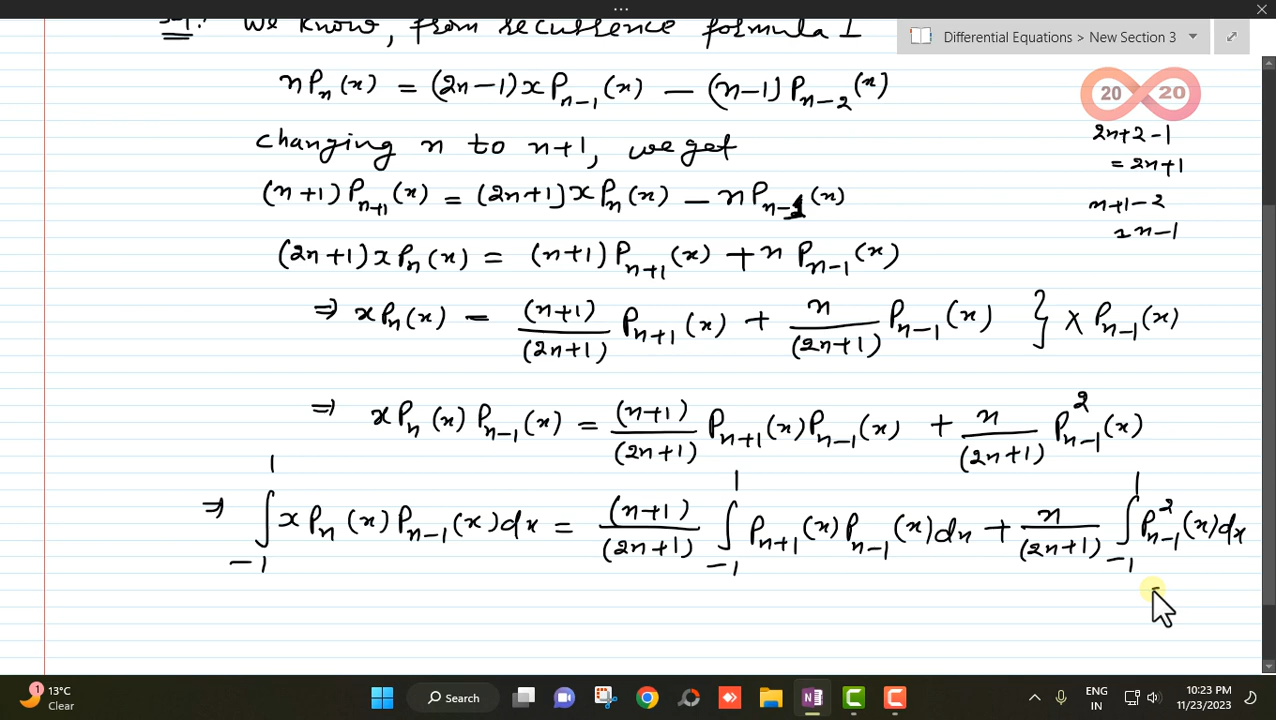 Differential Equations > New Section 3
we know, from recurrence formula I
20 20
nPₙ(x) = (2n-1)xPₙ₋₁(x) - (n-1)Pₙ₋₂(x)
2n+2-1
= 2n+1
changing n to n+1, we get
(n+1)Pₙ₊₁(x) = (2n+1)xPₙ(x) - nPₙ₋₁(x)
n+1-2
n-1
(2n+1)xPₙ(x) = (n+1)Pₙ₊₁(x) + nPₙ₋₁(x)
⇒ xPₙ(x) = (n+1)/(2n+1) Pₙ₊₁(x) + n/(2n+1) Pₙ₋₁(x) } × Pₙ₋₁(x)
⇒ xPₙ(x)Pₙ₋₁(x) = (n+1)/(2n+1) Pₙ₊₁(x)Pₙ₋₁(x) + n/(2n+1) P²ₙ₋₁(x)
⇒ ∫₋₁¹ xPₙ(x)Pₙ₋₁(x)dx = (n+1)/(2n+1) ∫₋₁¹ Pₙ₊₁(x)Pₙ₋₁(x)dx + n/(2n+1) ∫₋₁¹ P²ₙ₋₁(x)dx
1
13°C
Clear
Search
ENG
IN
10:23 PM
11/23/2023